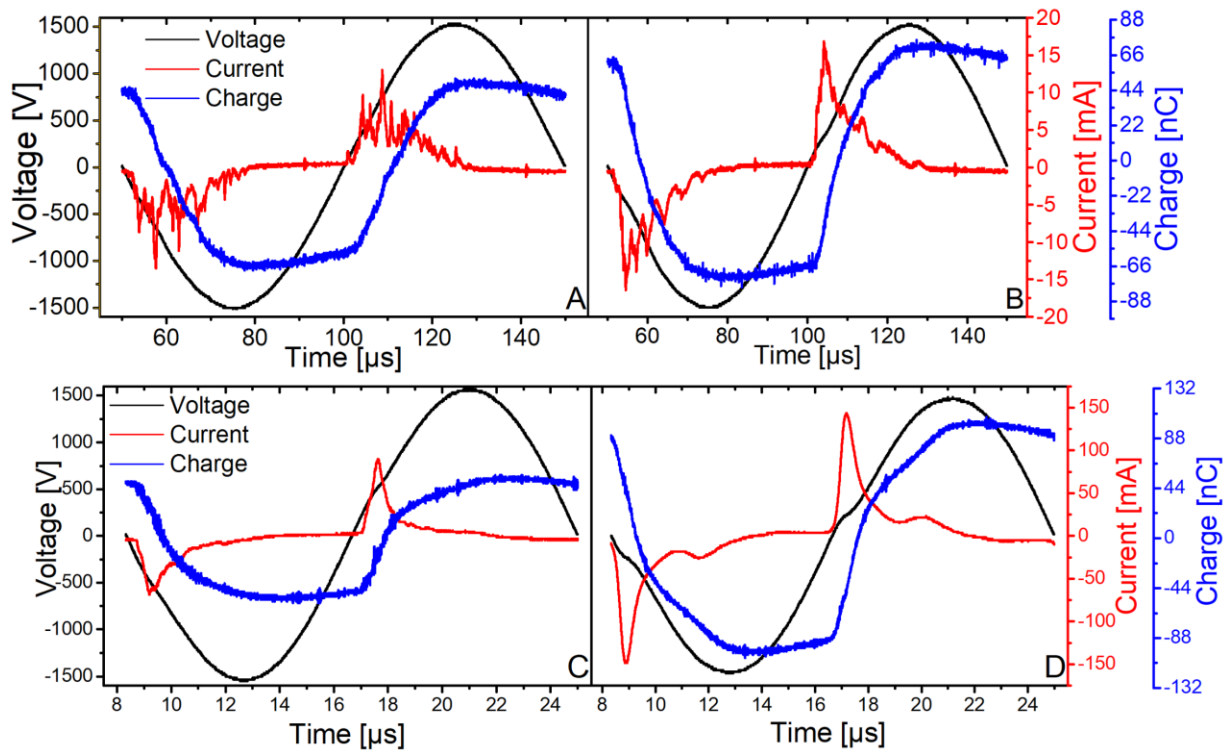 1500
1000
500
0
-500
-1000
-1500
Voltage [V]
Voltage
Current
Charge
A
60 80 100 120 140
Time [µs]
B
60 80 100 120 140
Time [µs]
20
15
10
5
0
-5
-10
-15
-20
Current [mA]
88
66
44
22
0
-22
-44
-66
-88
Charge [nC]
1500
1000
500
0
-500
-1000
-1500
Voltage [V]
Voltage
Current
Charge
C
8 10 12 14 16 18 20 22 24
Time [µs]
D
8 10 12 14 16 18 20 22 24
Time [µs]
150
100
50
0
-50
-100
-150
Current [mA]
132
88
44
0
-44
-88
-132
Charge [nC]